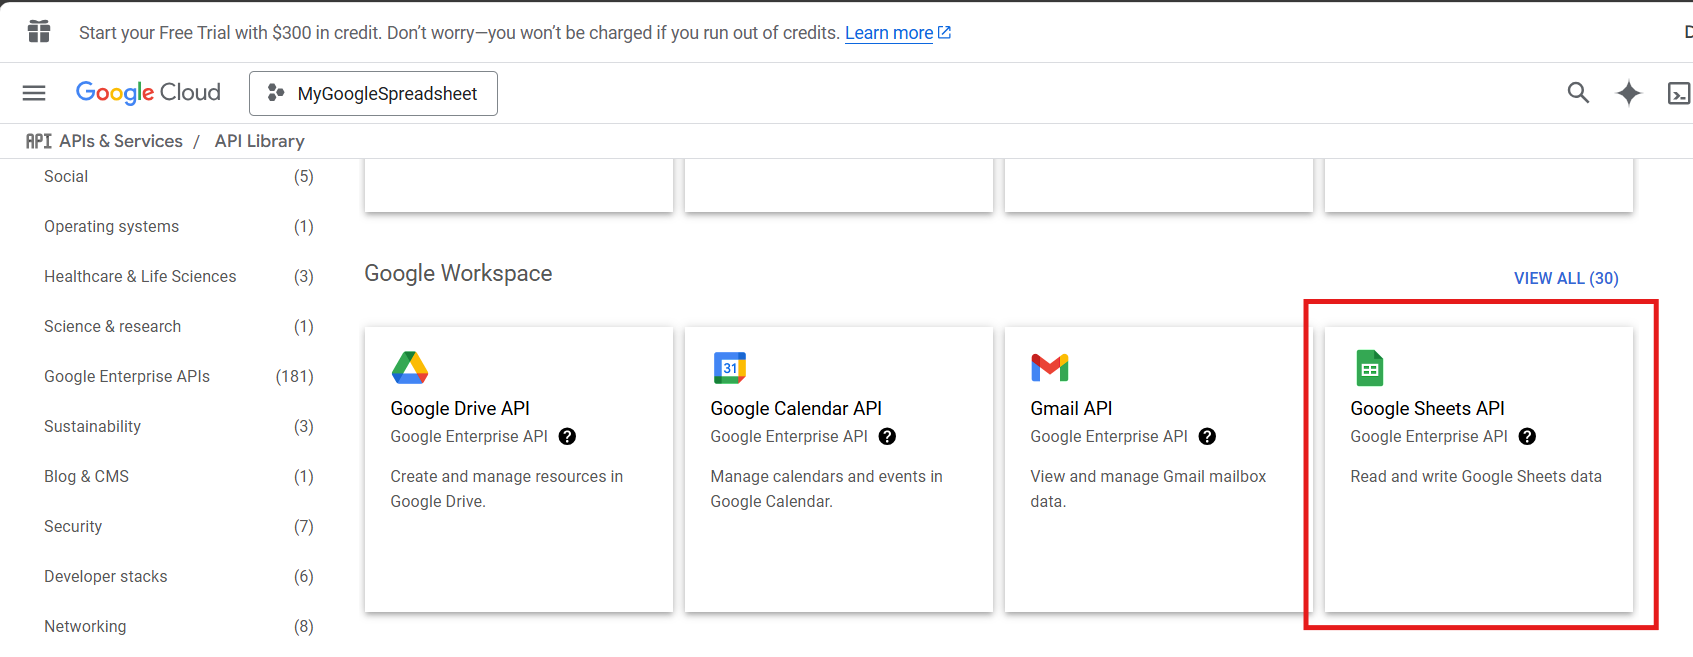 Start your Free Trial with $300 in credit. Don’t worry—you won’t be charged if you run out of credits. Learn more
Google Cloud
MyGoogleSpreadsheet
API APIs & Services / API Library
Social (5)
Operating systems (1)
Healthcare & Life Sciences (3)
Science & research (1)
Google Enterprise APIs (181)
Sustainability (3)
Blog & CMS (1)
Security (7)
Developer stacks (6)
Networking (8)
Google Workspace
VIEW ALL (30)
Google Drive API
Google Enterprise API
Create and manage resources in
Google Drive.
31
Google Calendar API
Google Enterprise API
Manage calendars and events in
Google Calendar.
Gmail API
Google Enterprise API
View and manage Gmail mailbox
data.
Google Sheets API
Google Enterprise API
Read and write Google Sheets data